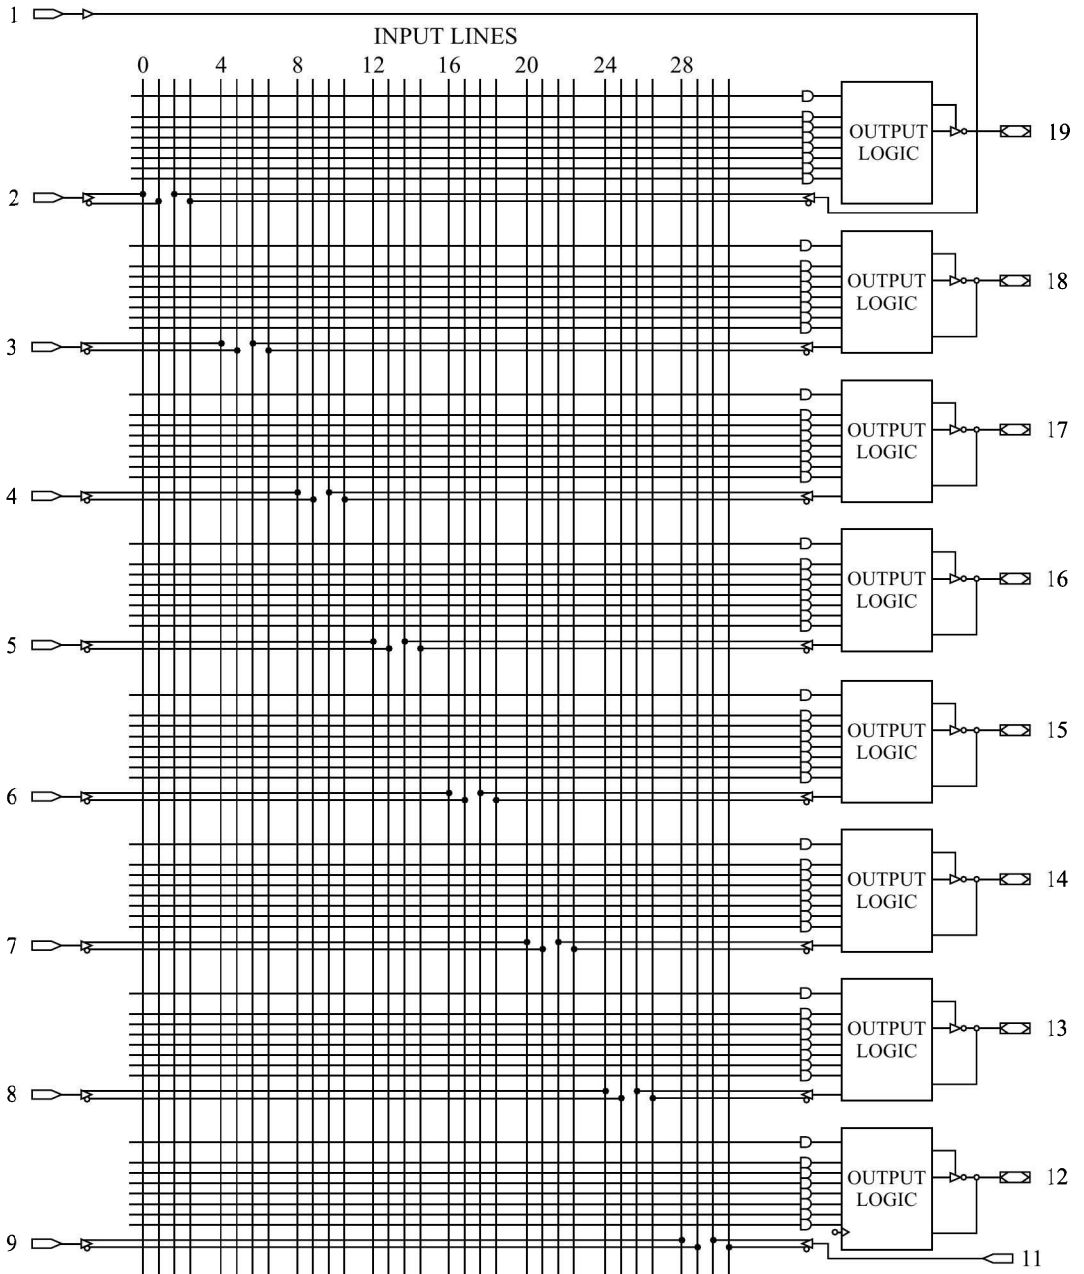 1
INPUT LINES
0 4 8 12 16 20 24 28
OUTPUT
LOGIC
19
2
OUTPUT
LOGIC
18
3
OUTPUT
LOGIC
17
4
OUTPUT
LOGIC
16
5
OUTPUT
LOGIC
15
6
OUTPUT
LOGIC
14
7
OUTPUT
LOGIC
13
8
OUTPUT
LOGIC
12
9
11